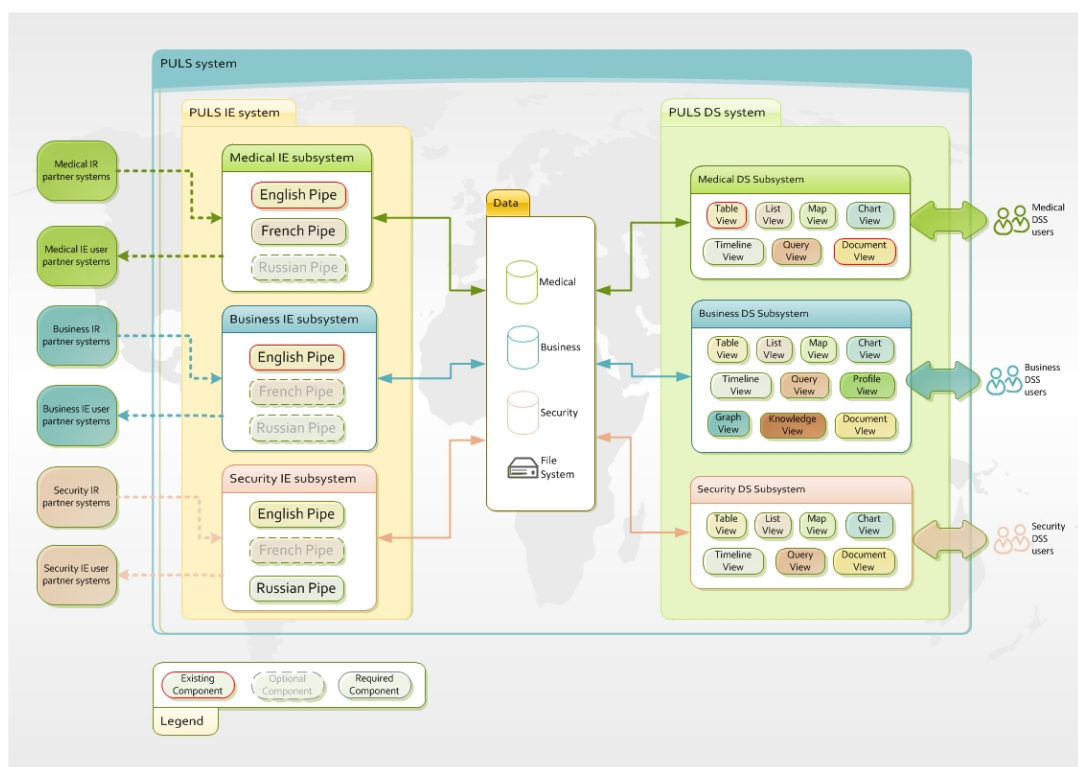 PULS system
PULS IE system
PULS DS system
Medical IR
partner systems
Medical IE user
partner systems
Business IR
partner systems
Business IE user
partner systems
Security IR
partner systems
Security IE user
partner systems
Medical IE subsystem
English Pipe
French Pipe
Russian Pipe
Business IE subsystem
English Pipe
French Pipe
Russian Pipe
Security IE subsystem
English Pipe
French Pipe
Russian Pipe
Data
Medical
Business
Security
File
System
Medical DS Subsystem
Table
View
List
View
Map
View
Chart
View
Timeline
View
Query
View
Document
View
Business DS Subsystem
Table
View
List
View
Map
View
Chart
View
Timeline
View
Query
View
Profile
View
Graph
View
Knowledge
View
Document
View
Security DS Subsystem
Table
View
List
View
Map
View
Chart
View
Timeline
View
Query
View
Document
View
Medical
DSS
users
Business
DSS
users
Security
DSS
users
Existing
Component
Optional
Component
Required
Component
Legend